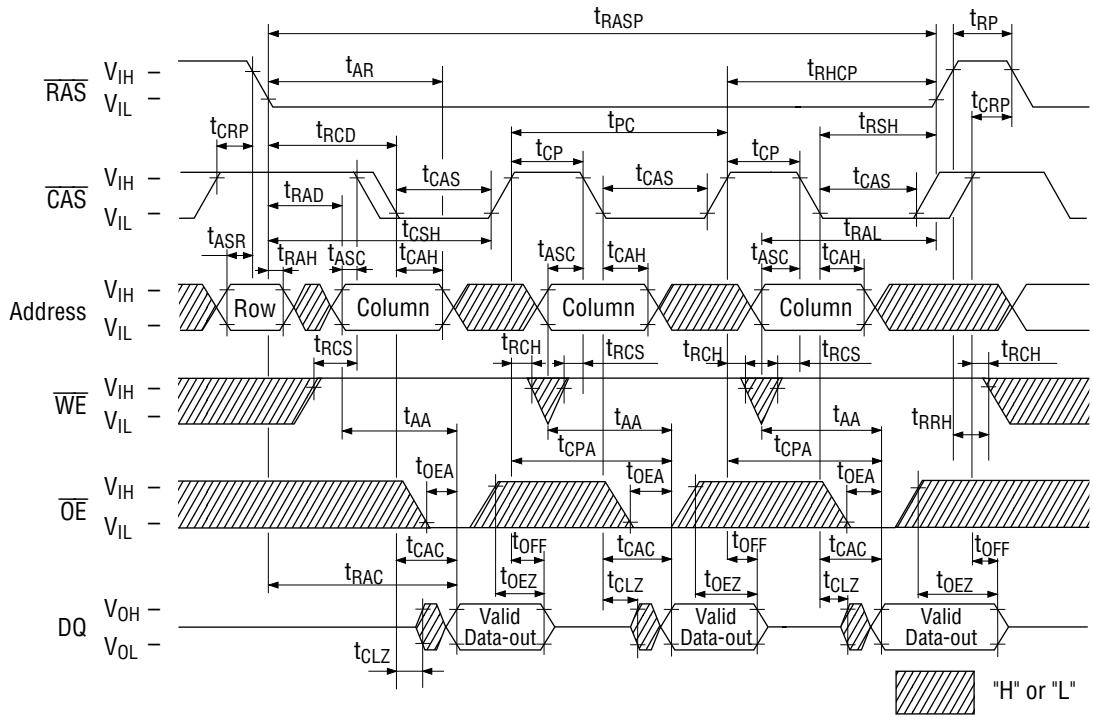 tRASP tRP
tAR tRHCP
RAS VIH –
VIL –
tCRP tRCD tPC tRSH tCRP
tCP tCP
CAS VIH –
VIL –
tRAD tCAS tCAS tCAS
tCSH tRAL
tASR tRAH tASC tCAH tASC tCAH tASC tCAH
Address VIH –
VIL –
Row Column Column Column
tRCS tRCH tRCS tRCH tRCS tRCH
WE VIH –
VIL –
tAA tAA tAA tRRH
tCPA tCPA
tOEA tOEA tOEA
OE VIH –
VIL –
tCAC tOFF tCAC tOFF tCAC tOFF
tRAC tOEZ tCLZ tOEZ tCLZ tOEZ
DQ VOH –
VOL –
Valid Data-out Valid Data-out Valid Data-out
tCLZ
"H" or "L"